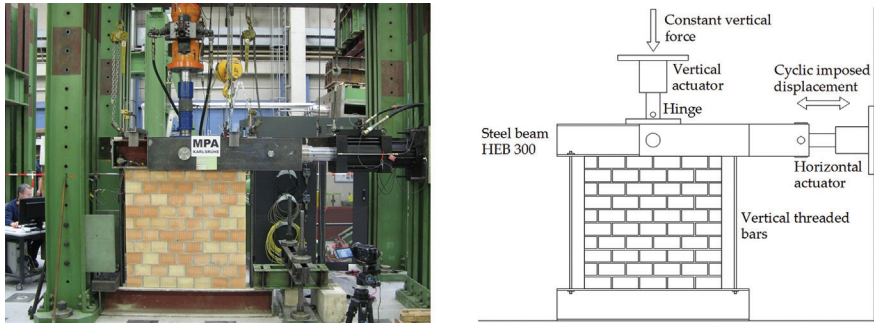 MPA
KARLSRUHE
Constant vertical
force
Vertical
actuator
Hinge
Cyclic imposed
displacement
Steel beam
HEB 300
Horizontal
actuator
Vertical threaded
bars